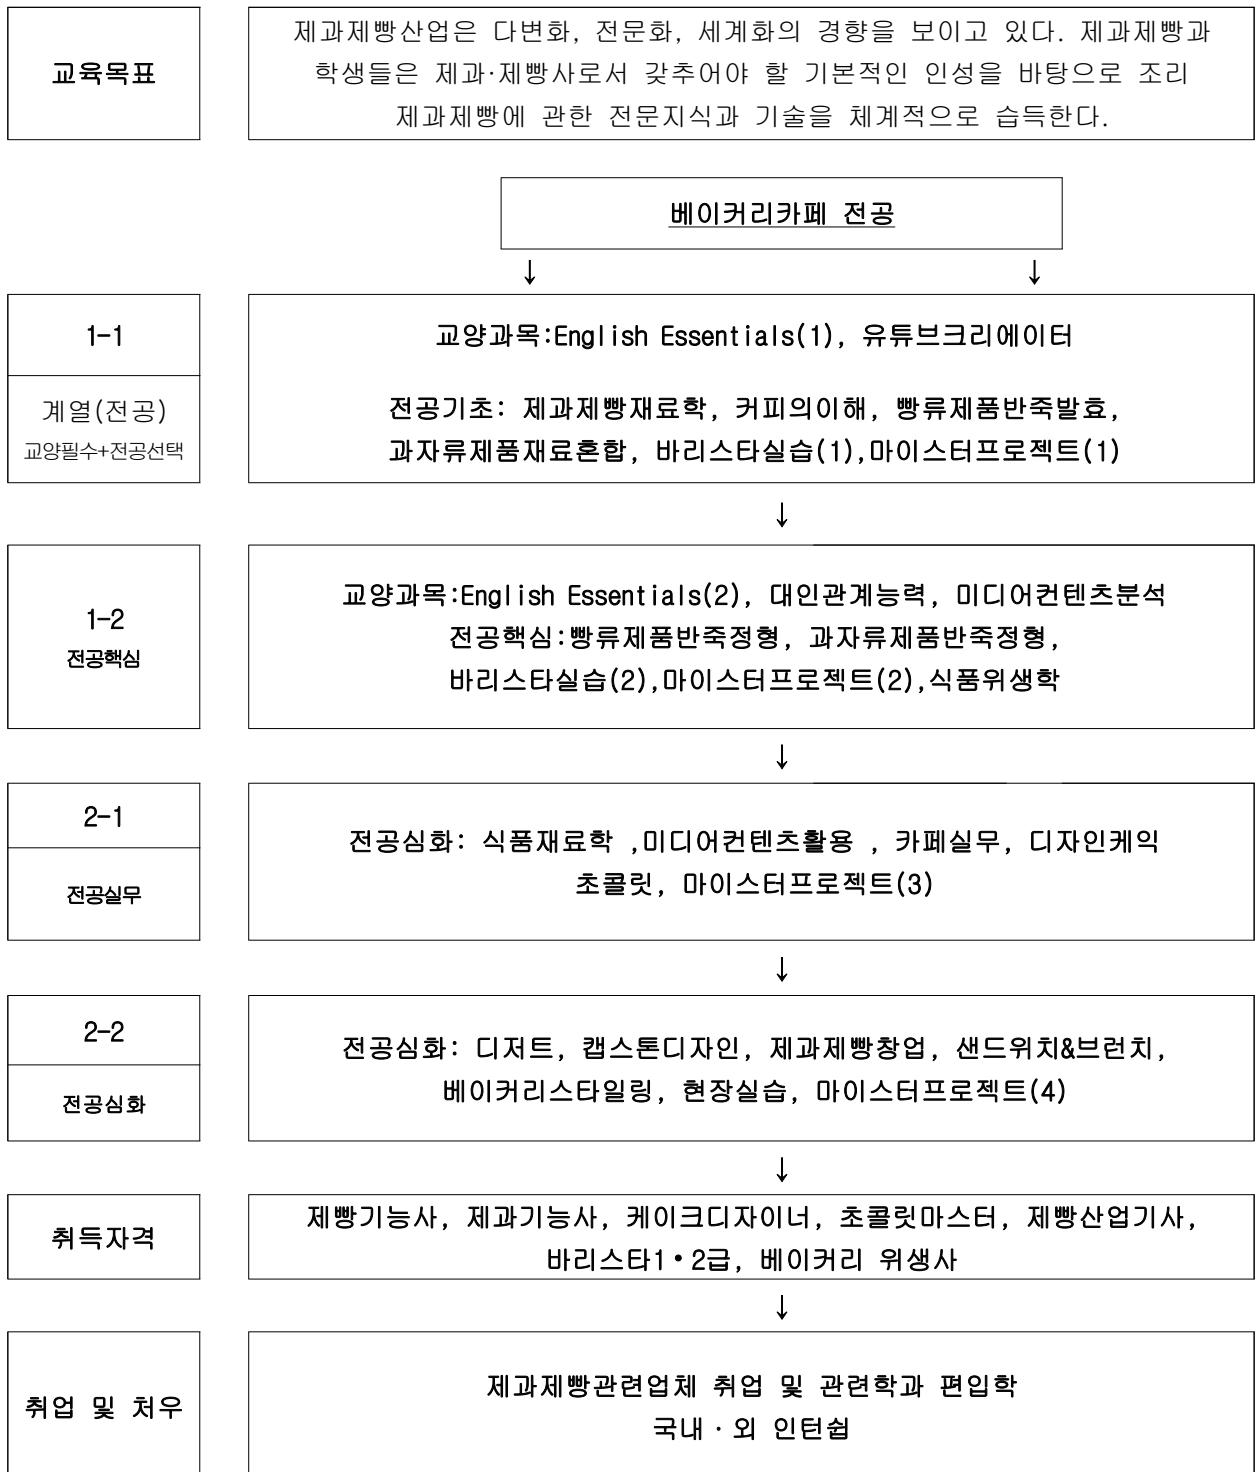 교육목표
제과제빵산업은 다변화, 전문화, 세계화의 경향을 보이고 있다. 제과제빵과
학생들은 제과·제빵사로서 갖추어야 할 기본적인 인성을 바탕으로 조리
제과제빵에 관한 전문지식과 기술을 체계적으로 습득한다.
베이커리카페 전공
↓ ↓
1-1
계열(전공)
교양필수+전공선택
교양과목:English Essentials(1), 유튜브크리에이터
전공기초: 제과제빵재료학, 커피의이해, 빵류제품반죽발효,
과자류제품재료혼합, 바리스타실습(1),마이스터프로젝트(1)
↓
1-2
전공핵심
교양과목:English Essentials(2), 대인관계능력, 미디어컨텐츠분석
전공핵심:빵류제품반죽정형, 과자류제품반죽정형,
바리스타실습(2),마이스터프로젝트(2),식품위생학
↓
2-1
전공실무
전공심화: 식품재료학 ,미디어컨텐츠활용 , 카페실무, 디자인케익
초콜릿, 마이스터프로젝트(3)
↓
2-2
전공심화
전공심화: 디저트, 캡스톤디자인, 제과제빵창업, 샌드위치&브런치,
베이커리스타일링, 현장실습, 마이스터프로젝트(4)
↓
취득자격
제빵기능사, 제과기능사, 케이크디자이너, 초콜릿마스터, 제빵산업기사,
바리스타1•2급, 베이커리 위생사
↓
취업 및 처우
제과제빵관련업체 취업 및 관련학과 편입학
국내·외 인턴쉽